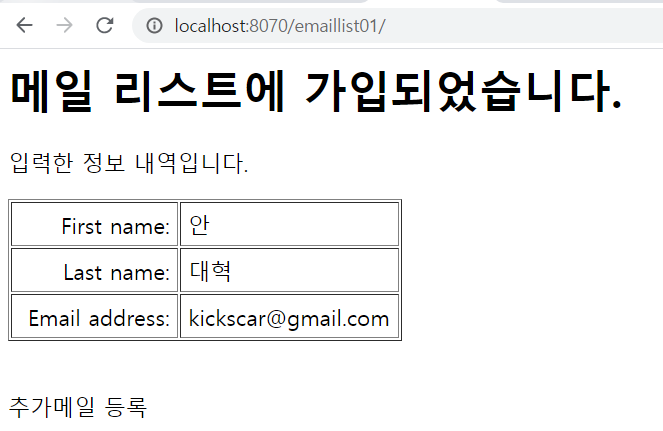 localhost:8070/emaillist01/
메일 리스트에 가입되었습니다.
입력한 정보 내역입니다.
First name: 안
Last name: 대혁
Email address: kickscar@gmail.com
추가메일 등록